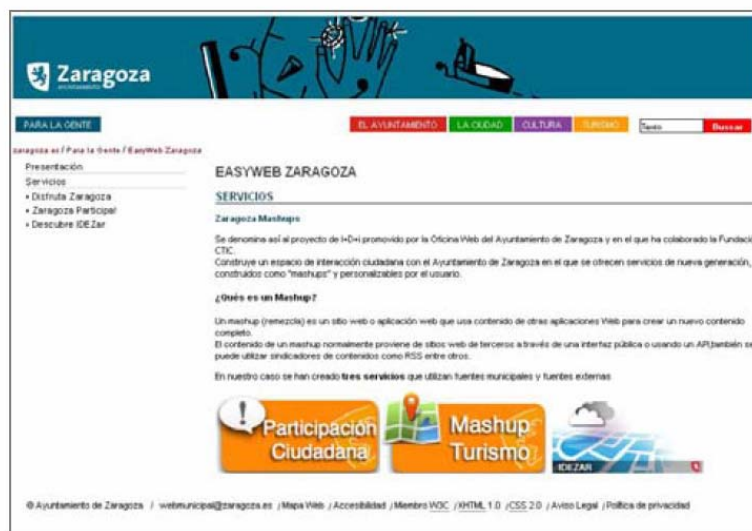 Zaragoza
AYUNTAMIENTO
PARA LA GENTE
EL AYUNTAMIENTO
LA CIUDAD
CULTURA
TURISMO
Texto
Buscar
zaragoza.es / Para la Gente / EasyWeb Zaragoza
Presentación
Servicios
• Disfruta Zaragoza
• Zaragoza Participa!
• Descubre IDEZar
EASYWEB ZARAGOZA
SERVICIOS
Zaragoza Mashups
Se denomina así al proyecto de I+D+i promovido por la Oficina Web del Ayuntamiento de Zaragoza y en el que ha colaborado la Fundació
CTIC.
Construye un espacio de interacción ciudadana con el Ayuntamiento de Zaragoza en el que se ofrecen servicios de nueva generación,
construidos como "mashups" y personalizables por el usuario.
¿Qués es un Mashup?
Un mashup (remezcla) es un sitio web o aplicación web que usa contenido de otras aplicaciones Web para crear un nuevo contenido
completo.
El contenido de un mashup normalmente proviene de sitios web de terceros a través de una interfaz pública o usando un API,también se
puede utilizar sindicadores de contenidos como RSS entre otros.
En nuestro caso se han creado tres servicios que utilizan fuentes municipales y fuentes externas
Participación
Ciudadana
Mashup
Turismo
IDEZAR
© Ayuntamiento de Zaragoza / webmunicipal@zaragoza.es / Mapa Web / Accesibilidad / Miembro W3C / XHTML 1.0 / CSS 2.0 / Aviso Legal / Política de privacidad